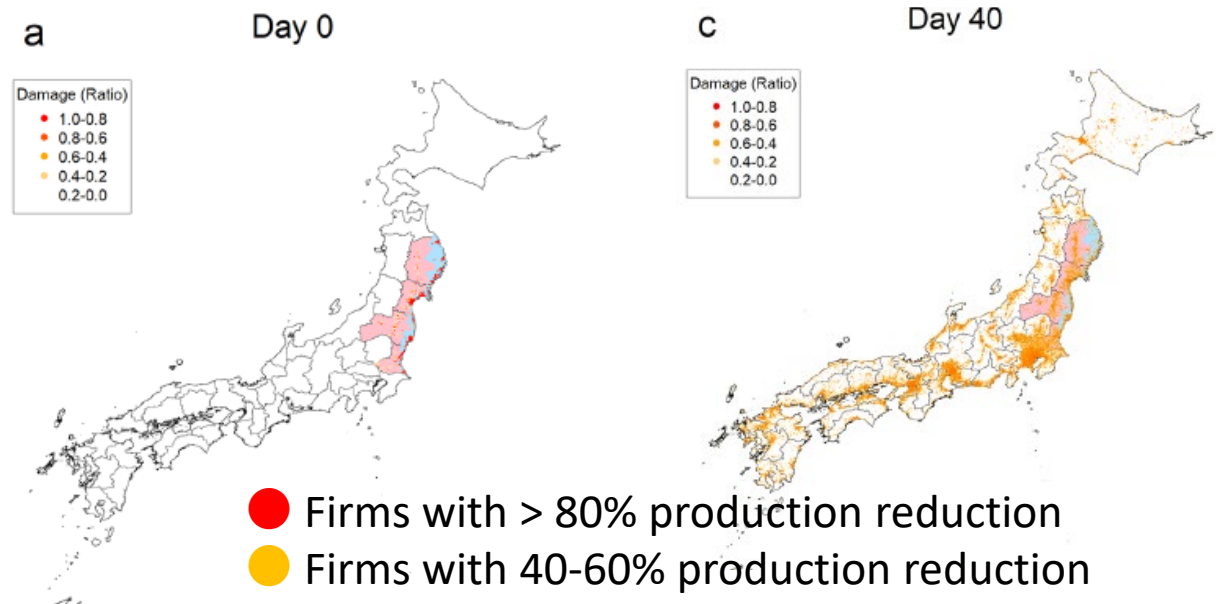 a
Day 0
Damage (Ratio)
1.0-0.8
0.8-0.6
0.6-0.4
0.4-0.2
0.2-0.0
c
Day 40
Damage (Ratio)
1.0-0.8
0.8-0.6
0.6-0.4
0.4-0.2
0.2-0.0
Firms with > 80% production reduction
Firms with 40-60% production reduction